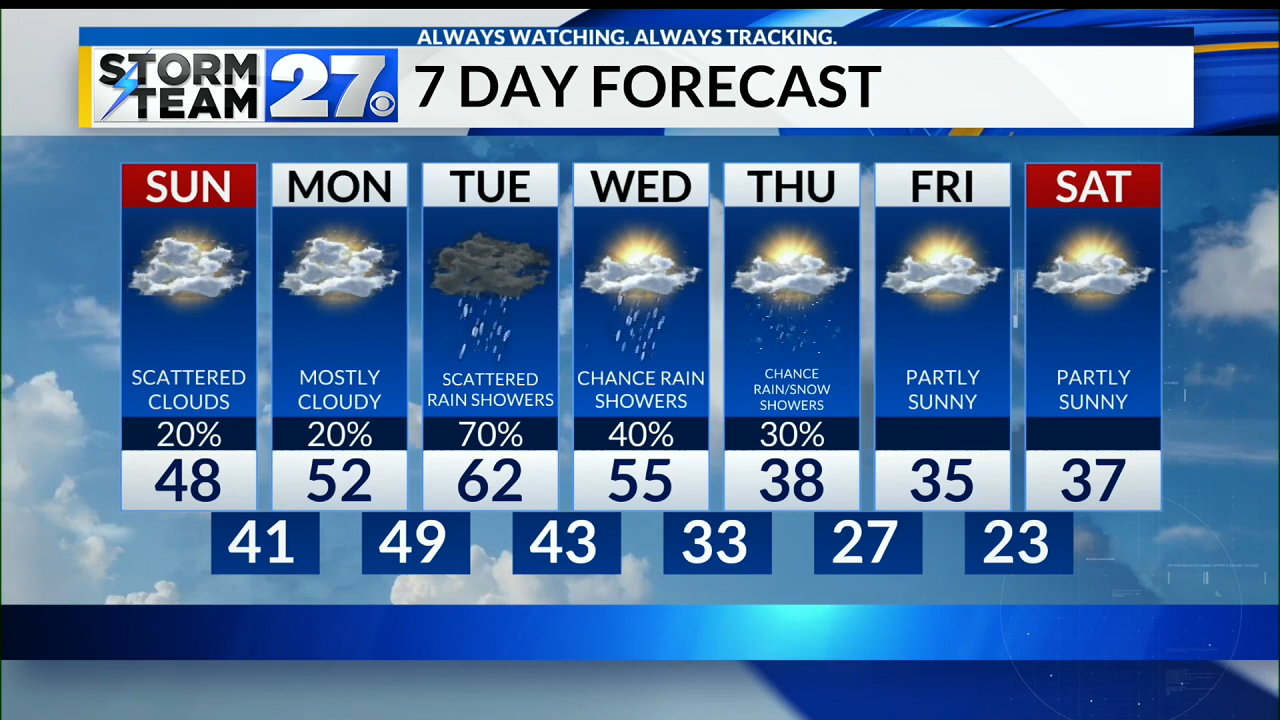 ALWAYS WATCHING. ALWAYS TRACKING.
STORM
TEAM
27
7 DAY FORECAST
SUN
MON
TUE
WED
THU
FRI
SAT
SCATTERED
CLOUDS
MOSTLY
CLOUDY
SCATTERED
RAIN SHOWERS
CHANCE RAIN
SHOWERS
CHANCE
RAIN/SNOW
SHOWERS
PARTLY
SUNNY
PARTLY
SUNNY
20%
20%
70%
40%
30%
48
52
62
55
38
35
37
41
49
43
33
27
23